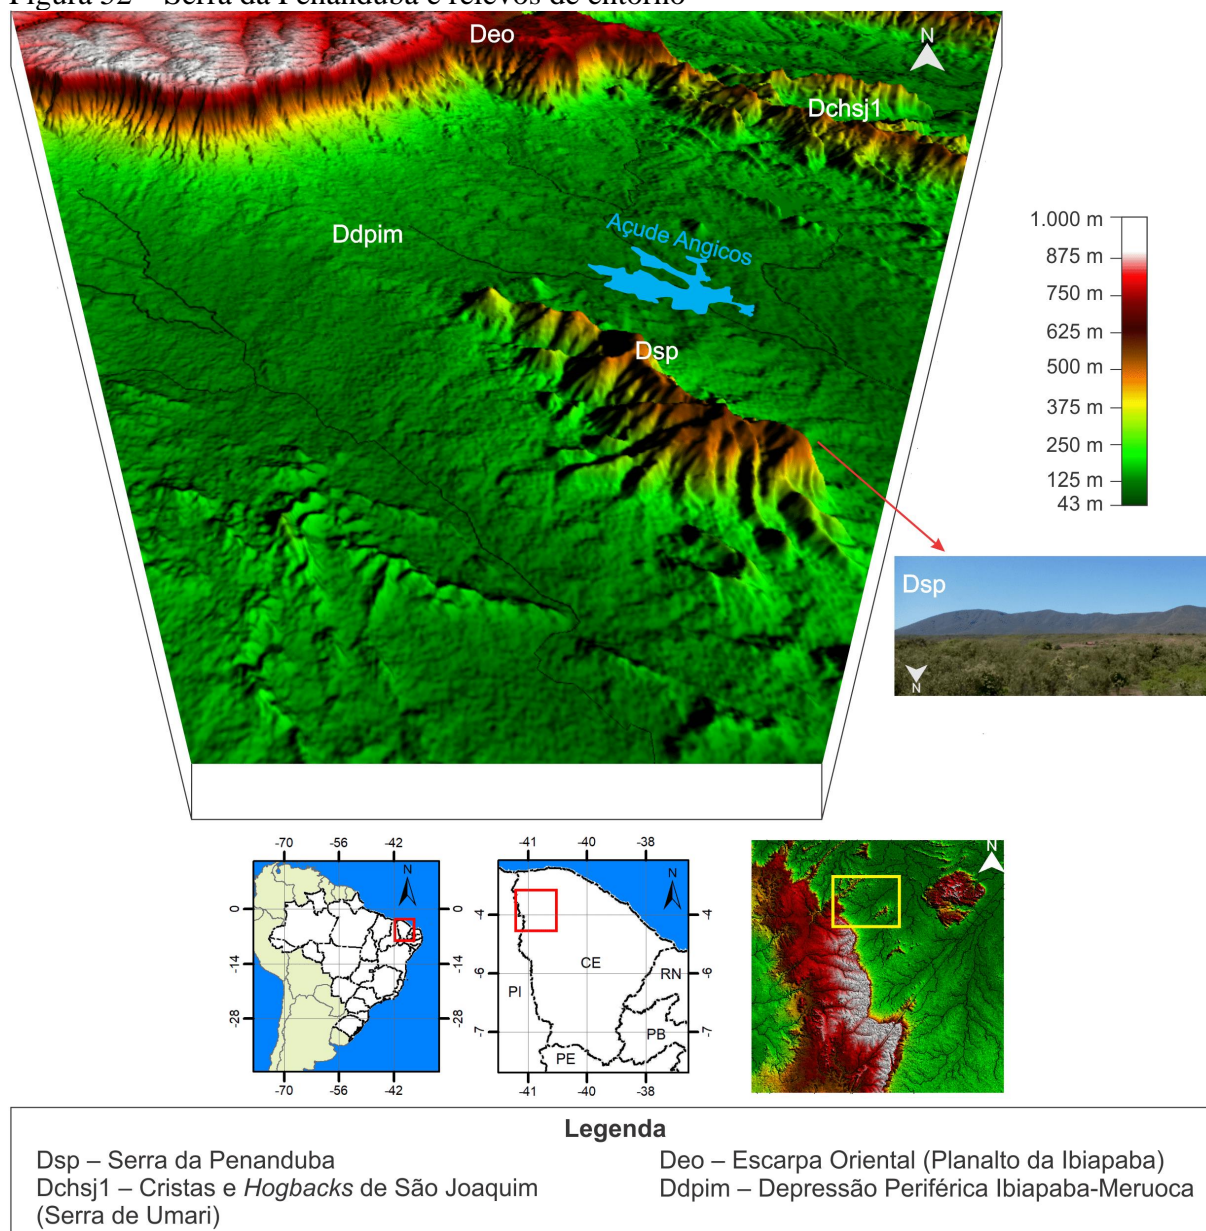 Figura 32 – Serra da Penanduba e relevos de entorno
Deo
N
Dchsj1
Ddpim
Açude Angicos
Dsp
1.000 m
875 m
750 m
625 m
500 m
375 m
250 m
125 m
43 m
Dsp
N
-70 -56 -42
N
0 0
-14 -14
-28 -28
-70 -56 -42
-41 -40 -38
N
-4 -4
CE
RN
-6 -6
PI
PB
-7 -7
PE
-41 -40 -38
N
Legenda
Dsp – Serra da Penanduba
Dchsj1 – Cristas e Hogbacks de São Joaquim
(Serra de Umari)
Deo – Escarpa Oriental (Planalto da Ibiapaba)
Ddpim – Depressão Periférica Ibiapaba-Meruoca